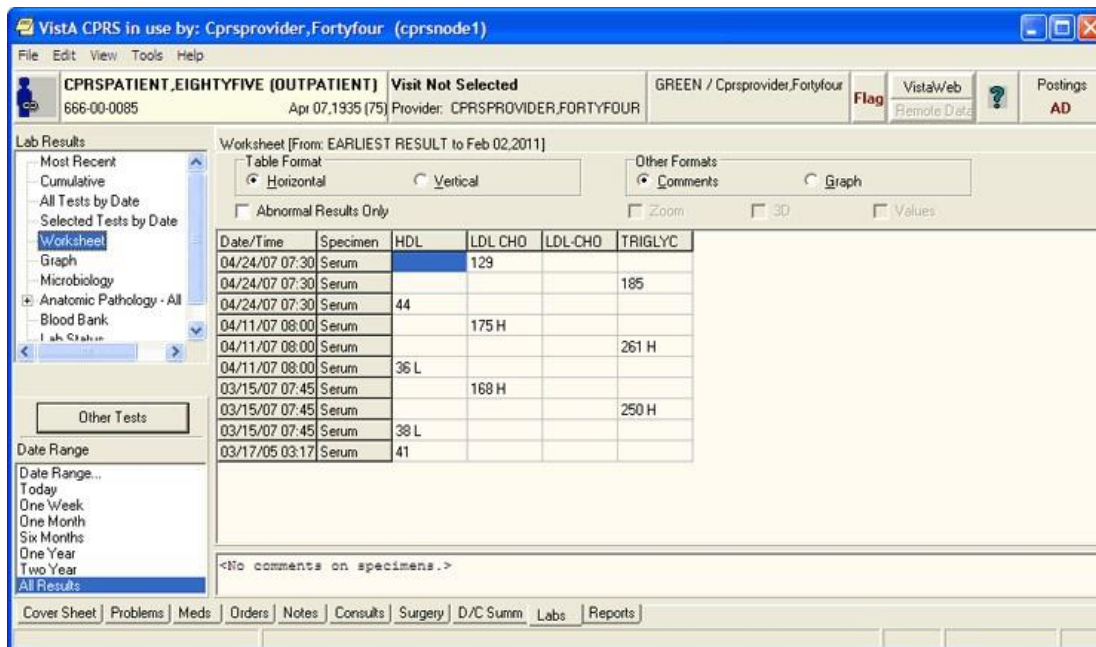 VistA CPRS in use by: Cprsprovider,Fortyfour (cprsnode1)
File Edit View Tools Help
CPRSPATIENT,EIGHTYFIVE (OUTPATIENT) Visit Not Selected GREEN / Cprsprovider,Fortyfour Flag VistaWeb ? Postings
666-00-0085 Apr 07,1935 (75) Provider: CPRSPROVIDER,FORTYFOUR Remote Data AD
Lab Results
Most Recent
Cumulative
All Tests by Date
Selected Tests by Date
Worksheet
Graph
Microbiology
Anatomic Pathology - All
Blood Bank
Lab Status
Other Tests
Date Range
Date Range...
Today
One Week
One Month
Six Months
One Year
Two Year
All Results
Worksheet [From: EARLIEST RESULT to Feb 02,2011]
Table Format Other Formats
Horizontal Vertical Comments Graph
Abnormal Results Only Zoom 3D Values
Date/Time Specimen HDL LDL CHO LDL-CHO TRIGLYC
04/24/07 07:30 Serum 129
04/24/07 07:30 Serum 185
04/24/07 07:30 Serum 44
04/11/07 08:00 Serum 175 H
04/11/07 08:00 Serum 261 H
04/11/07 08:00 Serum 36 L
03/15/07 07:45 Serum 168 H
03/15/07 07:45 Serum 250 H
03/15/07 07:45 Serum 38 L
03/17/05 03:17 Serum 41
<No comments on specimens.>
Cover Sheet Problems Meds Orders Notes Consults Surgery D/C Summ Labs Reports